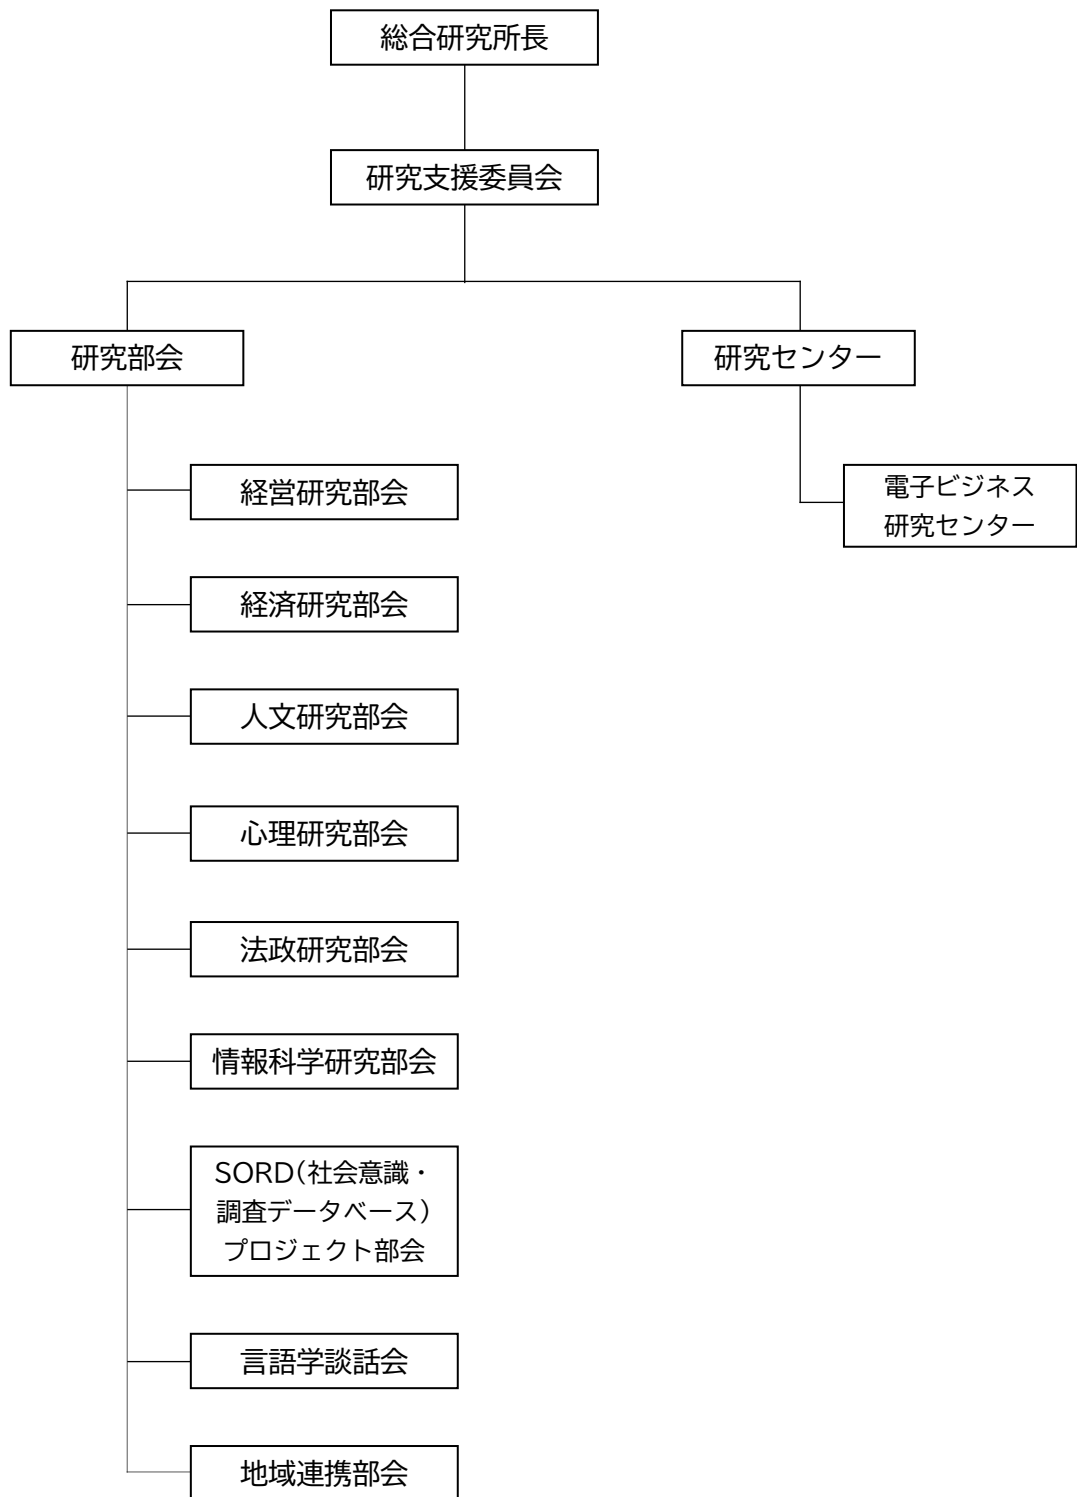 総合研究所長
研究支援委員会
研究部会
研究センター
経営研究部会
電子ビジネス
研究センター
経済研究部会
人文研究部会
心理研究部会
法政研究部会
情報科学研究部会
SORD(社会意識・
調査データベース)
プロジェクト部会
言語学談話会
地域連携部会